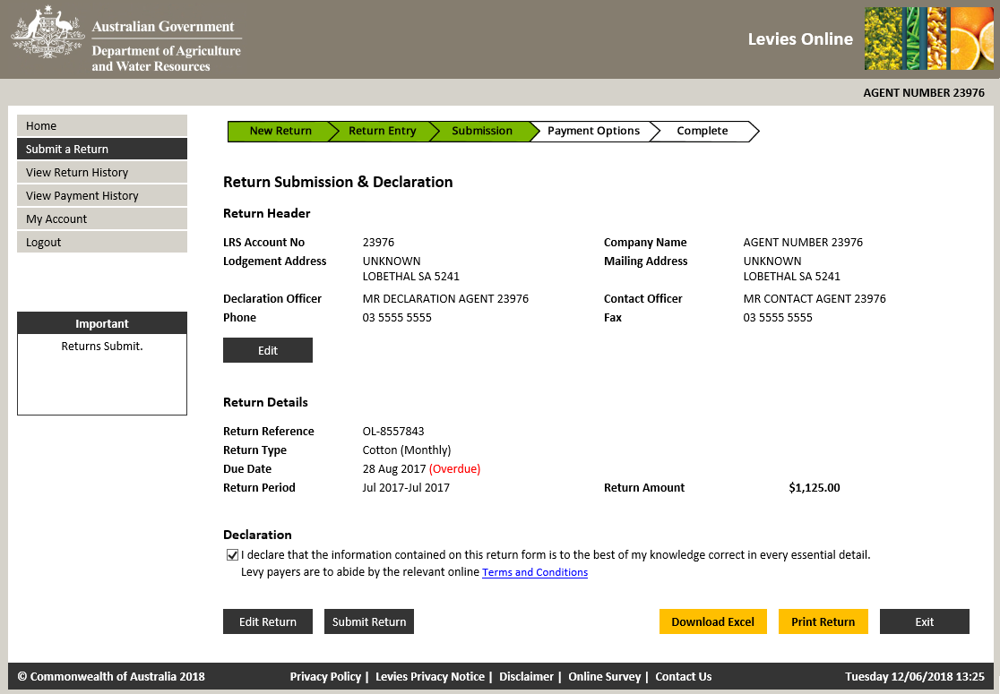 Australian Government
Department of Agriculture
and Water Resources
Levies Online
AGENT NUMBER 23976
Home
Submit a Return
View Return History
View Payment History
My Account
Logout
Important
Returns Submit.
New Return Return Entry Submission Payment Options Complete
Return Submission & Declaration
Return Header
LRS Account No 23976 Company Name AGENT NUMBER 23976
Lodgement Address UNKNOWN Mailing Address UNKNOWN
LOBETHAL SA 5241 LOBETHAL SA 5241
Declaration Officer MR DECLARATION AGENT 23976 Contact Officer MR CONTACT AGENT 23976
Phone 03 5555 5555 Fax 03 5555 5555
Edit
Return Details
Return Reference OL-8557843
Return Type Cotton (Monthly)
Due Date 28 Aug 2017 (Overdue)
Return Period Jul 2017-Jul 2017 Return Amount $1,125.00
Declaration
I declare that the information contained on this return form is to the best of my knowledge correct in every essential detail.
Levy payers are to abide by the relevant online Terms and Conditions
Edit Return Submit Return Download Excel Print Return Exit
© Commonwealth of Australia 2018 Privacy Policy | Levies Privacy Notice | Disclaimer | Online Survey | Contact Us Tuesday 12/06/2018 13:25